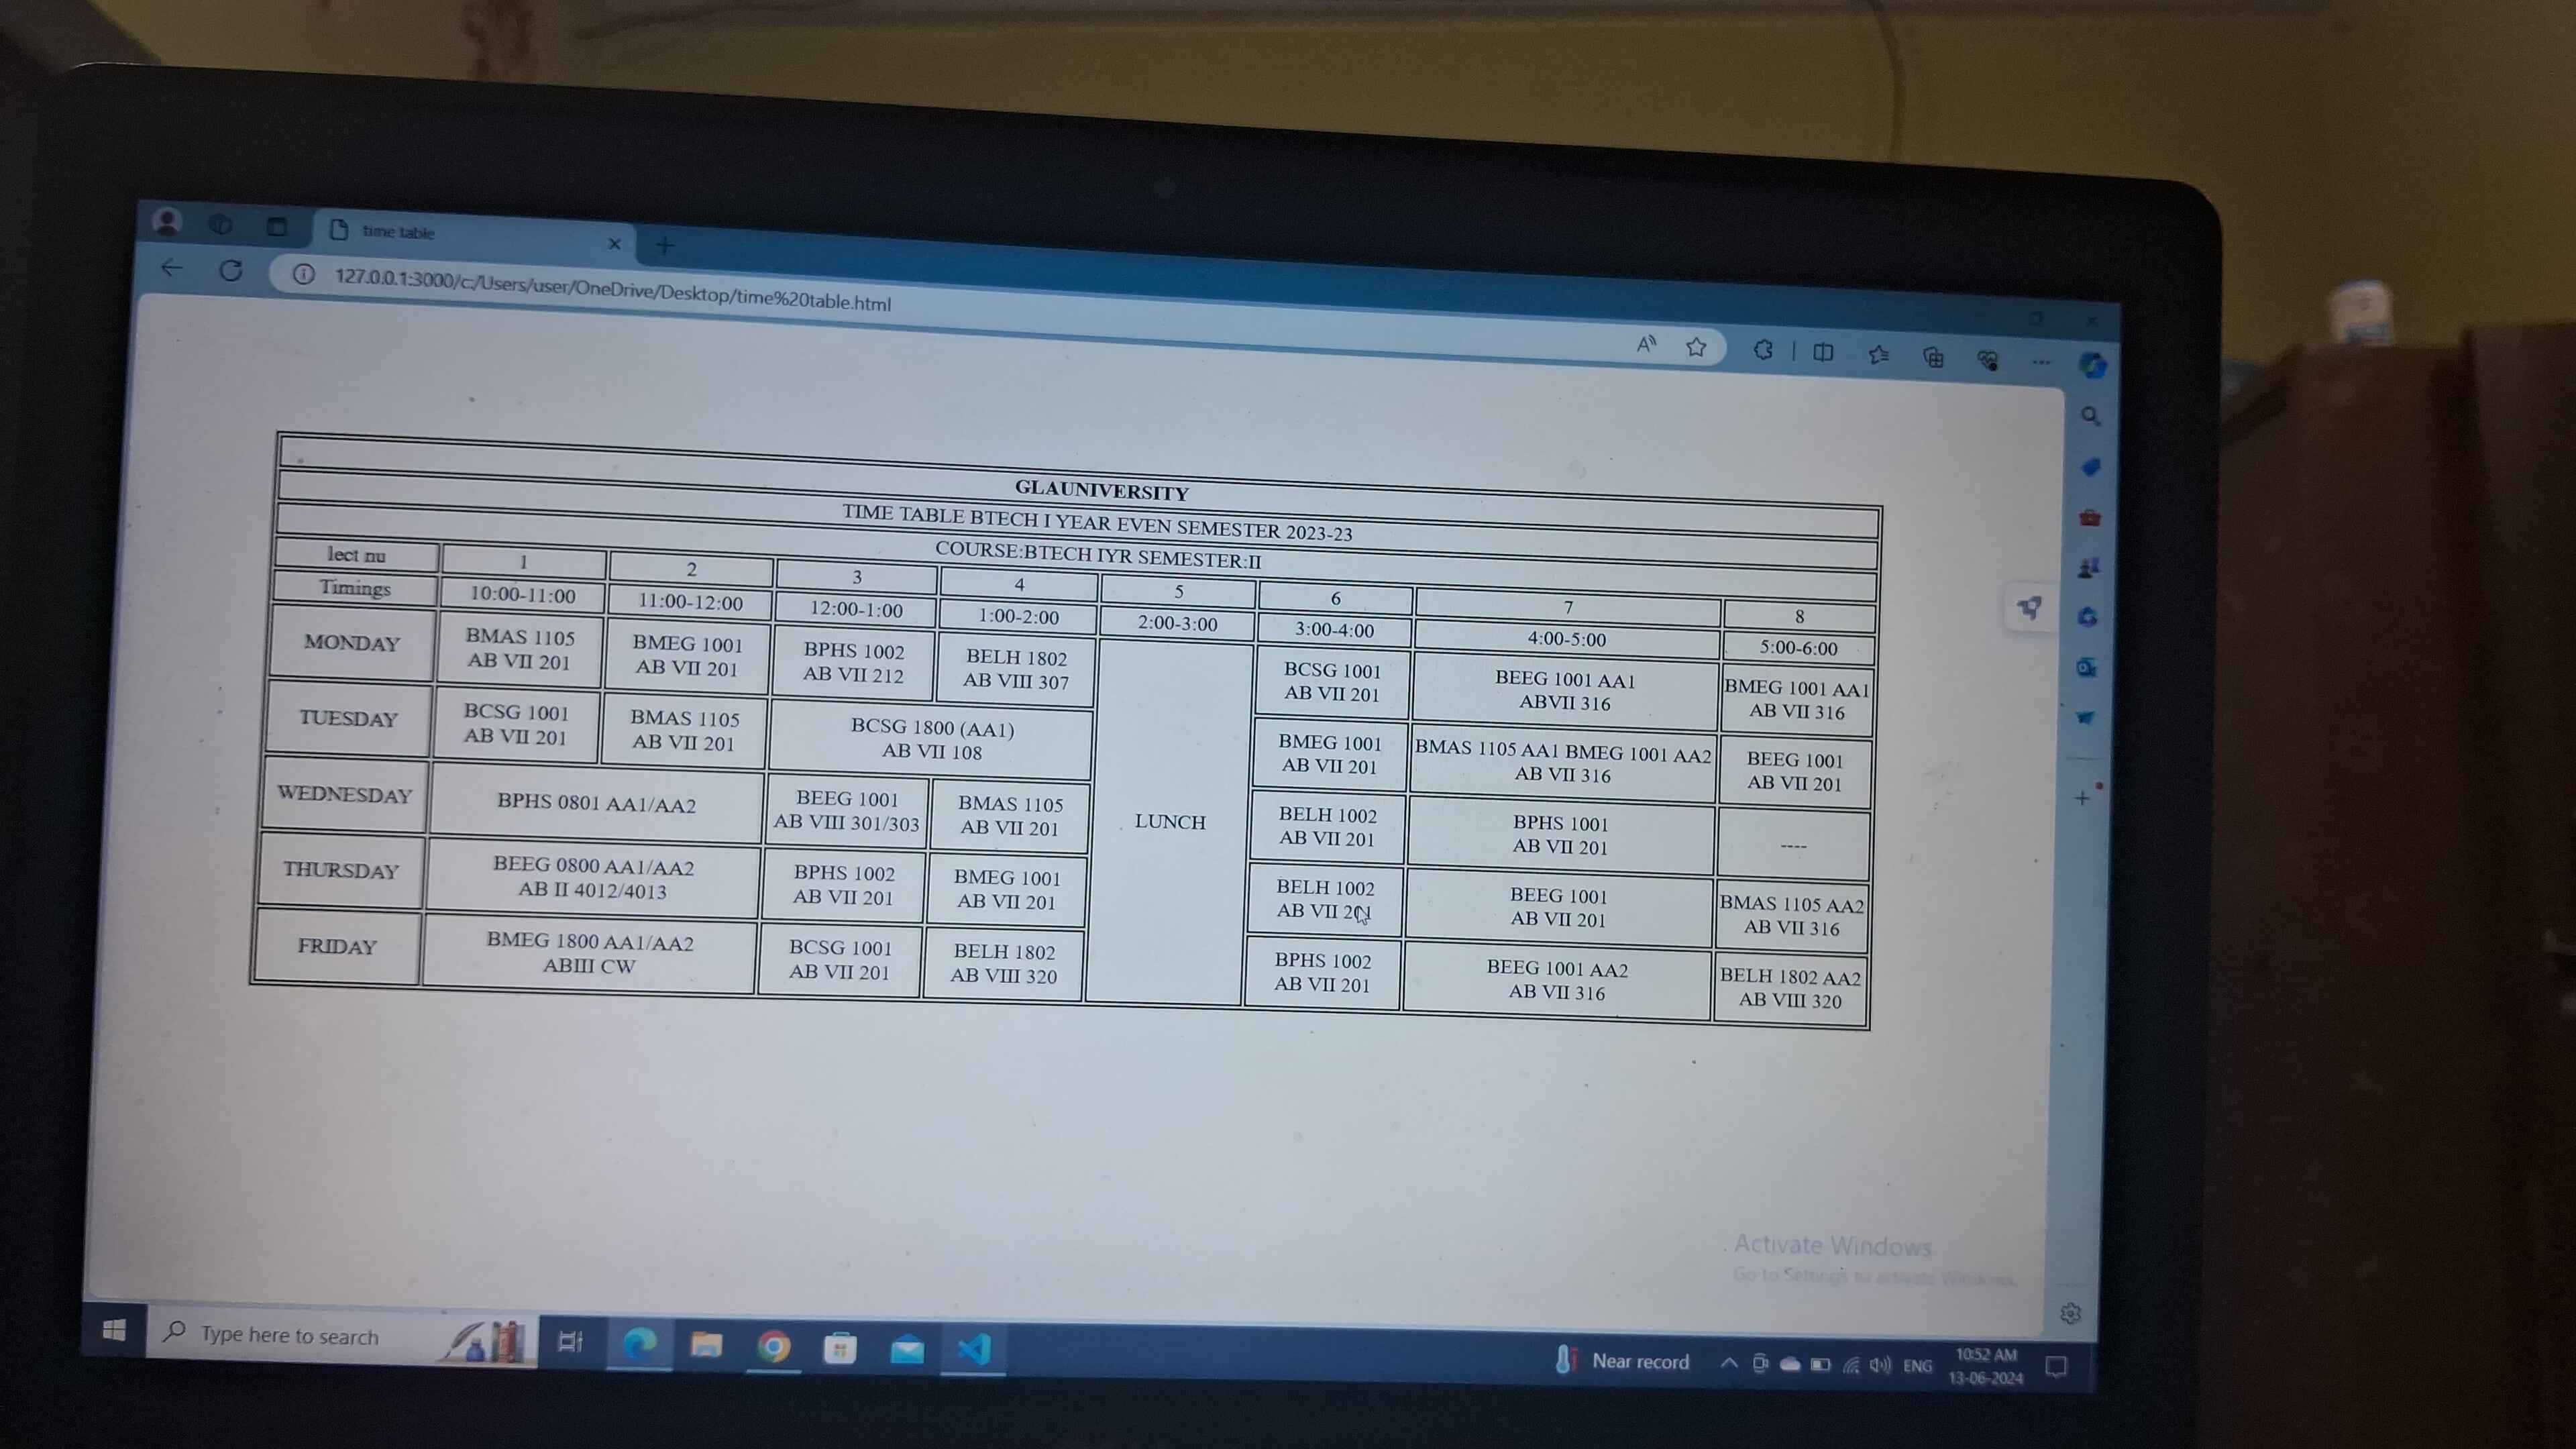 time table
127.0.0.1:3000/c:/Users/user/OneDrive/Desktop/time%20table.html
GLAUNIVERSITY
TIME TABLE BTECH I YEAR EVEN SEMESTER 2023-23
COURSE:BTECH IYR SEMESTER:II
lect nu 1 2 3 4 5 6 7 8
Timings 10:00-11:00 11:00-12:00 12:00-1:00 1:00-2:00 2:00-3:00 3:00-4:00 4:00-5:00 5:00-6:00
MONDAY
BMAS 1105
AB VII 201
BMEG 1001
AB VII 201
BPHS 1002
AB VII 212
BELH 1802
AB VIII 307
LUNCH
BCSG 1001
AB VII 201
BEEG 1001 AA1
ABVII 316
BMEG 1001 AA1
AB VII 316
TUESDAY
BCSG 1001
AB VII 201
BMAS 1105
AB VII 201
BCSG 1800 (AA1)
AB VII 108
BMEG 1001
AB VII 201
BMAS 1105 AA1 BMEG 1001 AA2
AB VII 316
BEEG 1001
AB VII 201
WEDNESDAY
BPHS 0801 AA1/AA2
BEEG 1001
AB VIII 301/303
BMAS 1105
AB VII 201
BELH 1002
AB VII 201
BPHS 1001
AB VII 201
----
THURSDAY
BEEG 0800 AA1/AA2
AB II 4012/4013
BPHS 1002
AB VII 201
BMEG 1001
AB VII 201
BELH 1002
AB VII 201
BEEG 1001
AB VII 201
BMAS 1105 AA2
AB VII 316
FRIDAY
BMEG 1800 AA1/AA2
ABIII CW
BCSG 1001
AB VII 201
BELH 1802
AB VIII 320
BPHS 1002
AB VII 201
BEEG 1001 AA2
AB VII 316
BELH 1802 AA2
AB VIII 320
Activate Windows
Go to Settings to activate Windows.
Type here to search
Near record
ENG
10:52 AM
13-06-2024